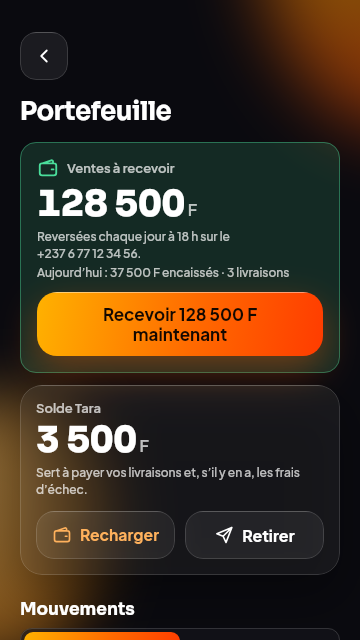 Portefeuille
Ventes à recevoir
128 500 F
Reversées chaque jour à 18 h sur le
+237 6 77 12 34 56.
Aujourd’hui : 37 500 F encaissés · 3 livraisons
Recevoir 128 500 F
maintenant
Solde Tara
3 500 F
Sert à payer vos livraisons et, s’il y en a, les frais
d’échec.
Recharger
Retirer
Mouvements